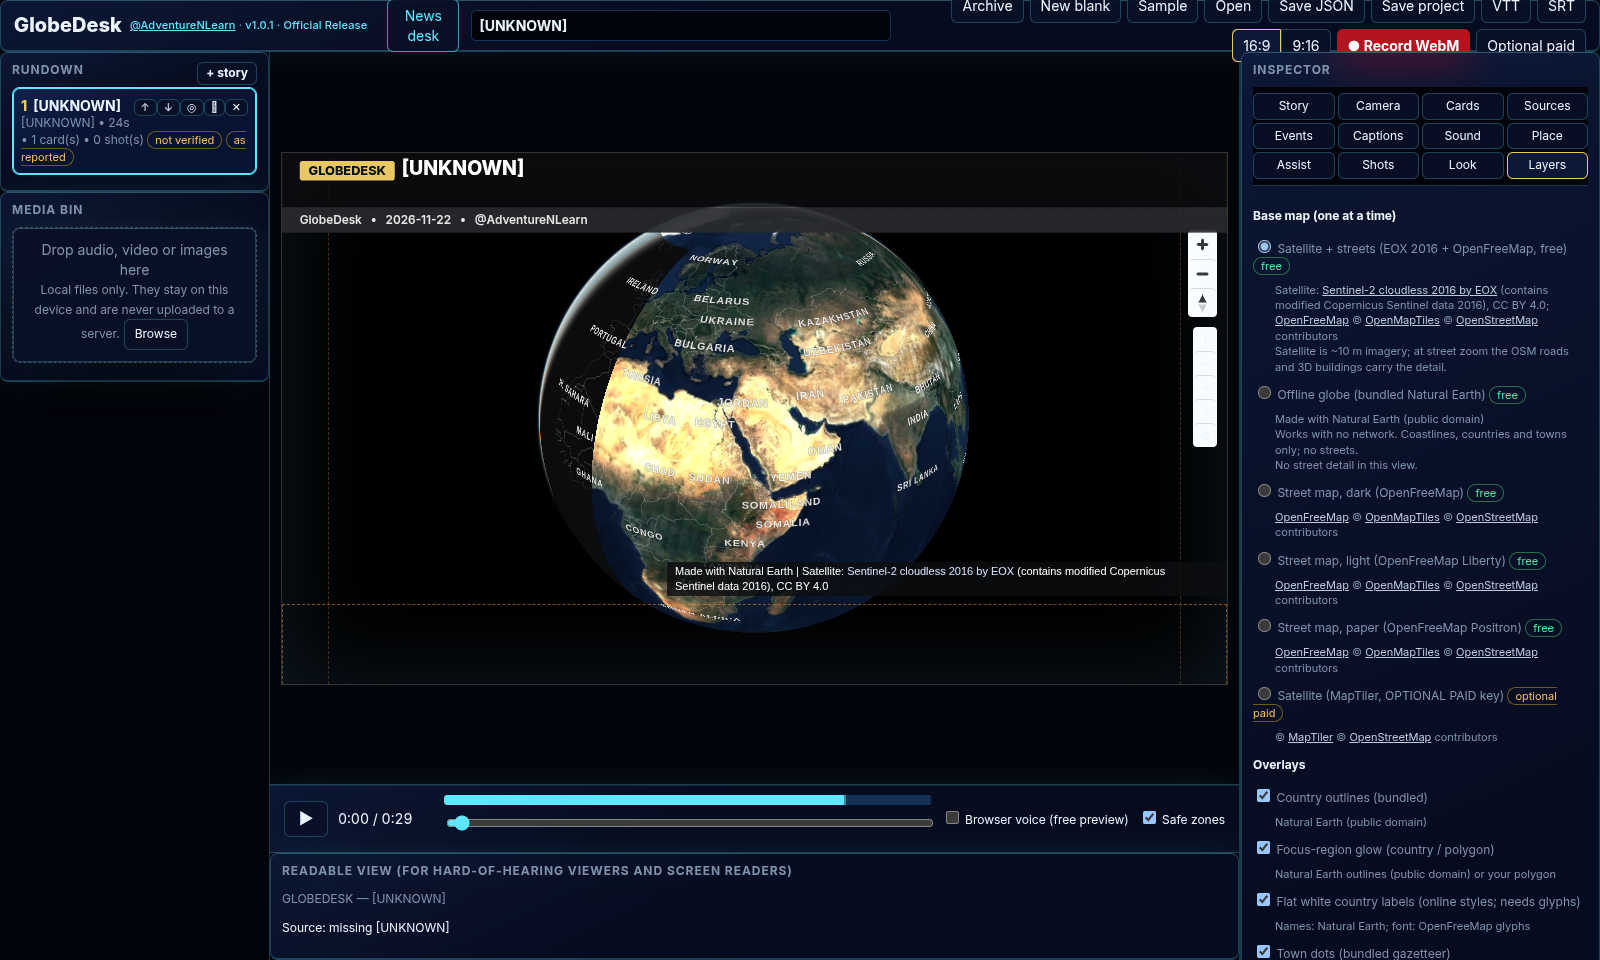 GlobeDesk @AdventureNLearn · v1.0.1 · Official Release
News desk
[UNKNOWN]
Archive New blank Sample Open Save JSON Save project VTT SRT
16:9 9:16 Record WebM Optional paid
RUNDOWN
+ story
1 [UNKNOWN] ↑ ↓ ◎ ✕
[UNKNOWN] • 24s
• 1 card(s) • 0 shot(s) not verified as
reported
MEDIA BIN
Drop audio, video or images
here
Local files only. They stay on this
device and are never uploaded to a
server. Browse
GLOBEDESK [UNKNOWN]
GlobeDesk • 2026-11-22 • @AdventureNLearn
NORWAY
RUSSIA
IRELAND
BELARUS
UKRAINE
KAZAKHSTAN
PORTUGAL
BULGARIA
UZBEKISTAN
TUNISIA
W. SAHARA
JORDAN
IRAN
PAKISTAN
BHUTAN
LIBYA
EGYPT
INDIA
MALI
OMAN
CHAD
SUDAN
YEMEN
GHANA
SRI LANKA
SOMALILAND
SOMALIA
CONGO
KENYA
Made with Natural Earth | Satellite: Sentinel-2 cloudless 2016 by EOX (contains modified Copernicus
Sentinel data 2016), CC BY 4.0
0:00 / 0:29
Browser voice (free preview)
Safe zones
READABLE VIEW (FOR HARD-OF-HEARING VIEWERS AND SCREEN READERS)
GLOBEDESK — [UNKNOWN]
Source: missing [UNKNOWN]
INSPECTOR
Story Camera Cards Sources
Events Captions Sound Place
Assist Shots Look Layers
Base map (one at a time)
Satellite + streets (EOX 2016 + OpenFreeMap, free)
free
Satellite: Sentinel-2 cloudless 2016 by EOX (contains
modified Copernicus Sentinel data 2016), CC BY 4.0;
OpenFreeMap © OpenMapTiles © OpenStreetMap
contributors
Satellite is ~10 m imagery; at street zoom the OSM roads
and 3D buildings carry the detail.
Offline globe (bundled Natural Earth) free
Made with Natural Earth (public domain)
Works with no network. Coastlines, countries and towns
only; no streets.
No street detail in this view.
Street map, dark (OpenFreeMap) free
OpenFreeMap © OpenMapTiles © OpenStreetMap
contributors
Street map, light (OpenFreeMap Liberty) free
OpenFreeMap © OpenMapTiles © OpenStreetMap
contributors
Street map, paper (OpenFreeMap Positron) free
OpenFreeMap © OpenMapTiles © OpenStreetMap
contributors
Satellite (MapTiler, OPTIONAL PAID key) optional
paid
© MapTiler © OpenStreetMap contributors
Overlays
Country outlines (bundled)
Natural Earth (public domain)
Focus-region glow (country / polygon)
Natural Earth outlines (public domain) or your polygon
Flat white country labels (online styles; needs glyphs)
Names: Natural Earth; font: OpenFreeMap glyphs
Town dots (bundled gazetteer)